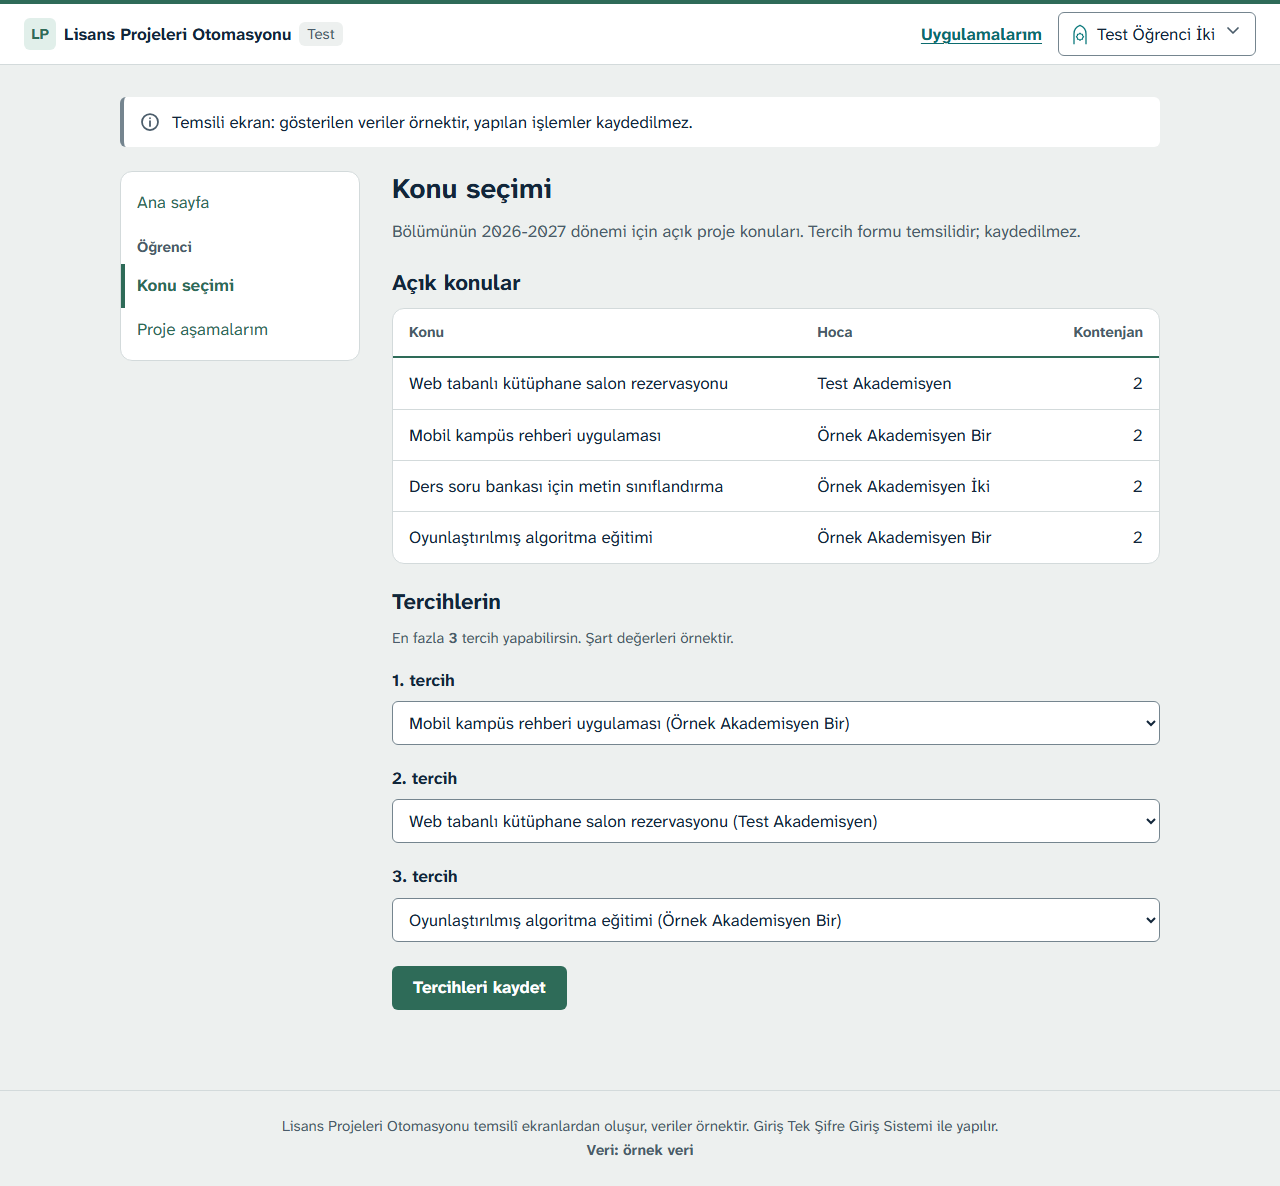 LP Lisans Projeleri Otomasyonu Test
Uygulamalarım
Test Öğrenci İki
Temsili ekran: gösterilen veriler örnektir, yapılan işlemler kaydedilmez.
Ana sayfa
Öğrenci
Konu seçimi
Proje aşamalarım
Konu seçimi
Bölümünün 2026-2027 dönemi için açık proje konuları. Tercih formu temsilidir; kaydedilmez.
Açık konular
Konu Hoca Kontenjan
Web tabanlı kütüphane salon rezervasyonu Test Akademisyen 2
Mobil kampüs rehberi uygulaması Örnek Akademisyen Bir 2
Ders soru bankası için metin sınıflandırma Örnek Akademisyen İki 2
Oyunlaştırılmış algoritma eğitimi Örnek Akademisyen Bir 2
Tercihlerin
En fazla 3 tercih yapabilirsin. Şart değerleri örnektir.
1. tercih
Mobil kampüs rehberi uygulaması (Örnek Akademisyen Bir)
2. tercih
Web tabanlı kütüphane salon rezervasyonu (Test Akademisyen)
3. tercih
Oyunlaştırılmış algoritma eğitimi (Örnek Akademisyen Bir)
Tercihleri kaydet
Lisans Projeleri Otomasyonu temsilî ekranlardan oluşur, veriler örnektir. Giriş Tek Şifre Giriş Sistemi ile yapılır.
Veri: örnek veri